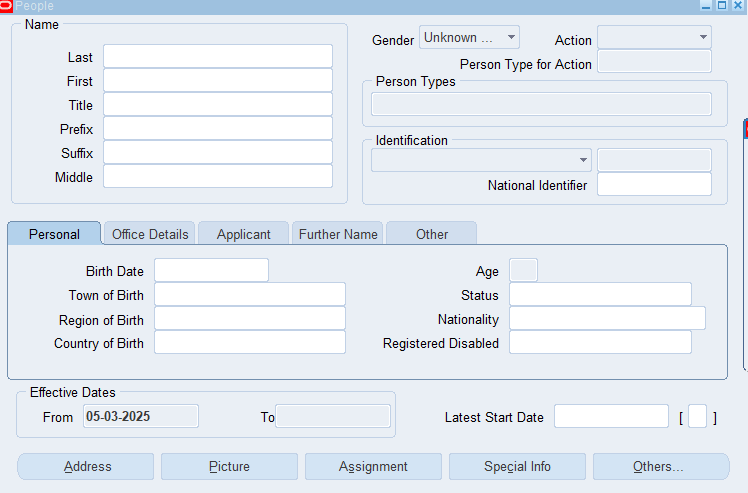 People
Name
Last
First
Title
Prefix
Suffix
Middle
Gender Unknown ... Action
Person Type for Action
Person Types
Identification
National Identifier
Personal Office Details Applicant Further Name Other
Birth Date Age
Town of Birth Status
Region of Birth Nationality
Country of Birth Registered Disabled
Effective Dates
From 05-03-2025 To Latest Start Date [ ]
Address Picture Assignment Special Info Others...